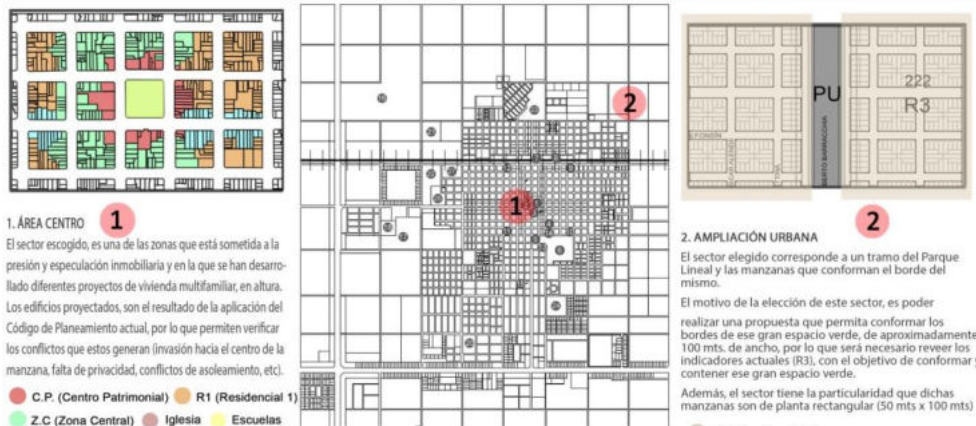 1. ÁREA CENTRO
1
El sector escogido, es una de las zonas que está sometida a la
presión y especulación inmobiliaria y en la que se han desarro-
llado diferentes proyectos de vivienda multifamiliar, en altura.
Los edificios proyectados, son el resultado de la aplicación del
Código de Planeamiento actual, por lo que permiten verificar
los conflictos que estos generan (invasión hacia el centro de la
manzana, falta de privacidad, conflictos de asoleamiento, etc).
C.P. (Centro Patrimonial)
R1 (Residencial 1)
Z.C (Zona Central)
Iglesia
Escuelas
2
1
PU
222
R3
2
2. AMPLIACIÓN URBANA
El sector elegido corresponde a un tramo del Parque
Lineal y las manzanas que conforman el borde del
mismo.
El motivo de la elección de este sector, es poder
realizar una propuesta que permita conformar los
bordes de ese gran espacio verde, de aproximadamente
100 mts. de ancho, por lo que será necesario reveer los
indicadores actuales (R3), con el objetivo de conformar y
contener ese gran espacio verde.
Además, el sector tiene la particularidad que dichas
manzanas son de planta rectangular (50 mts x 100 mts)